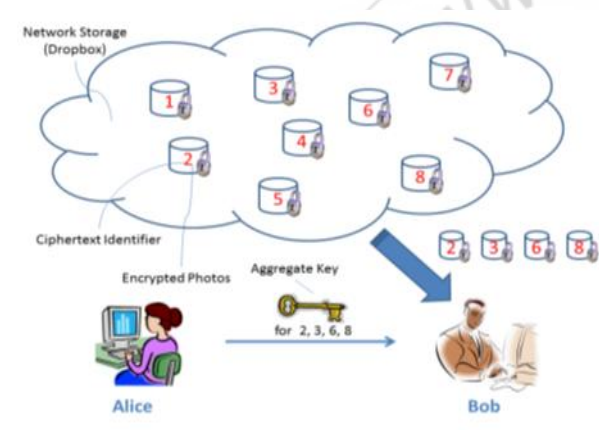 Network Storage
(Dropbox)
7
3
1
6
4
2
8
5
Ciphertext Identifier
2 3 6 8
Encrypted Photos
Aggregate Key
for 2, 3, 6, 8
Alice
Bob